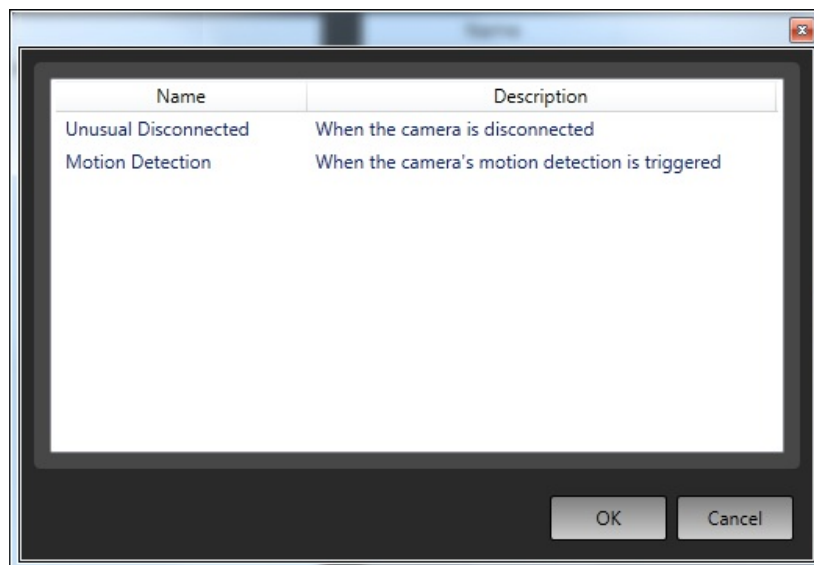 Name
Name Description
Unusual Disconnected When the camera is disconnected
Motion Detection When the camera's motion detection is triggered
OK Cancel